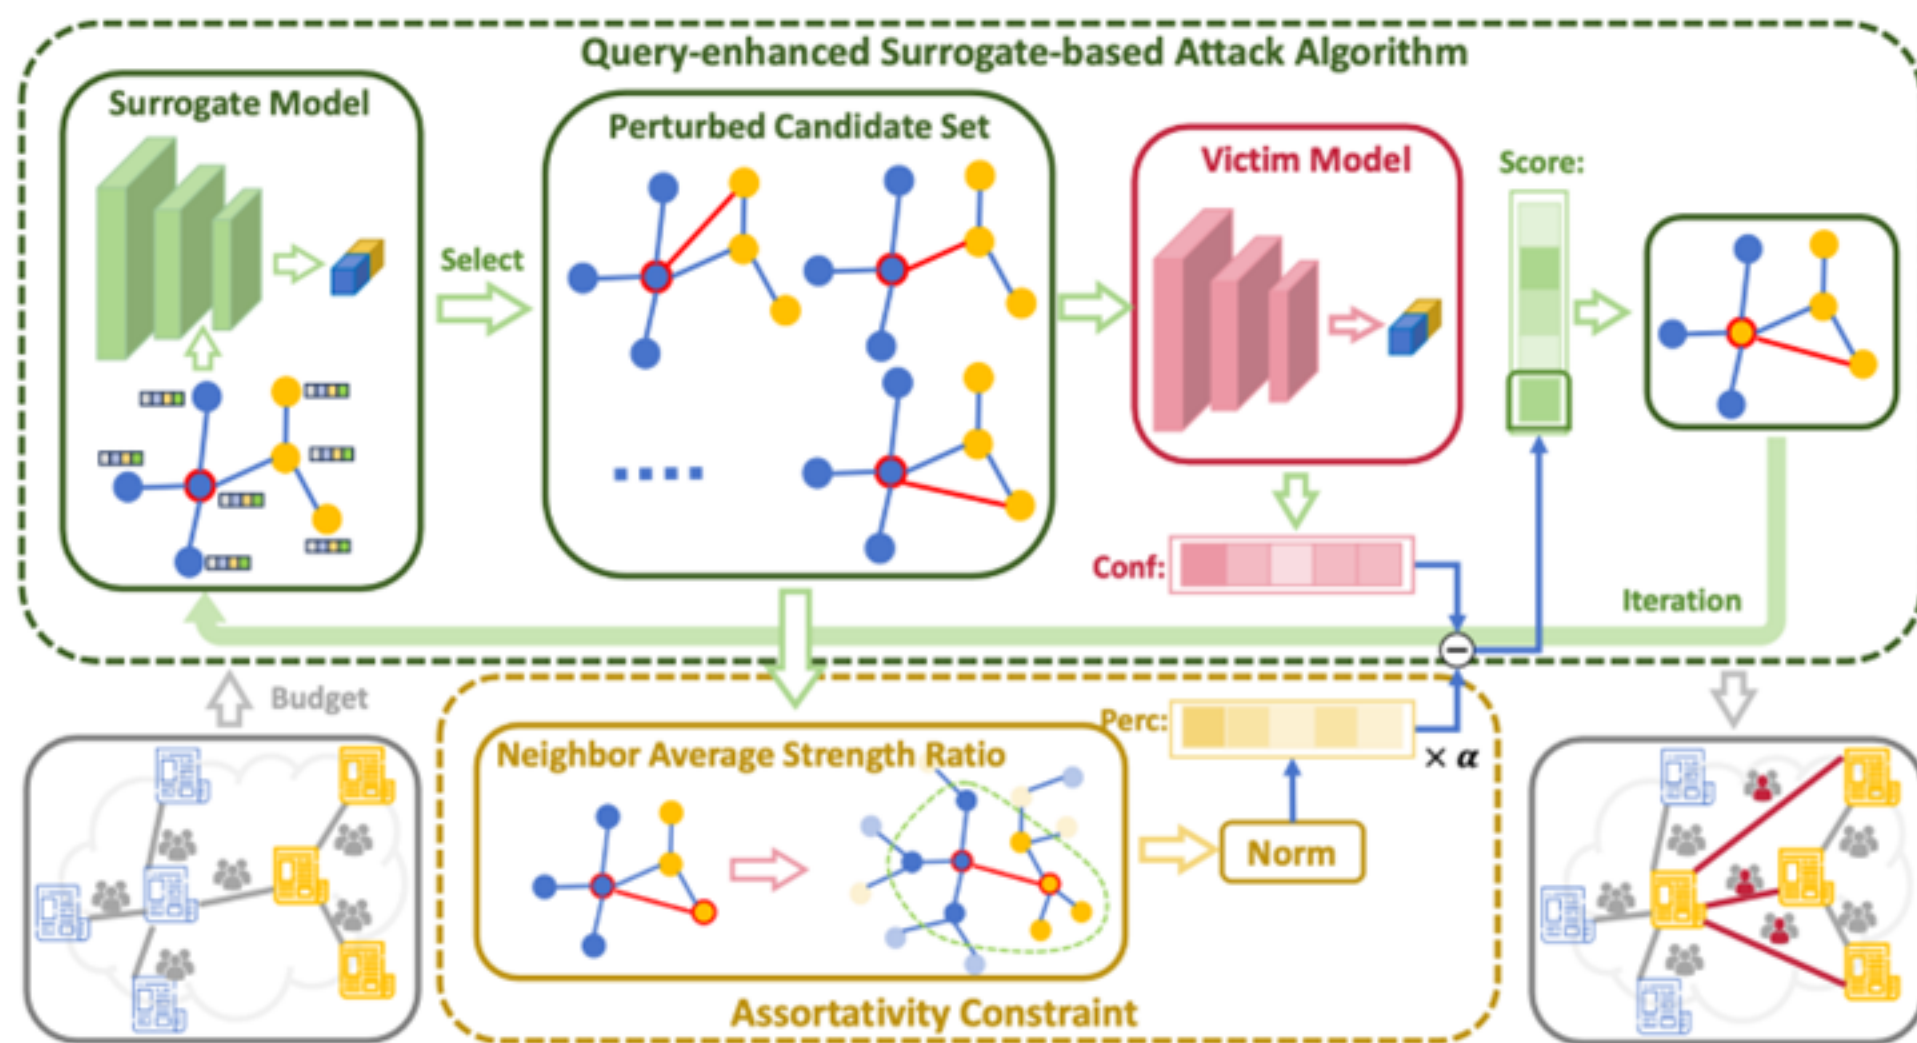 Query-enhanced Surrogate-based Attack Algorithm
Surrogate Model
Perturbed Candidate Set
Victim Model
Score:
Select
Conf:
Iteration
Budget
Perc:
× α
Neighbor Average Strength Ratio
Norm
Assortativity Constraint